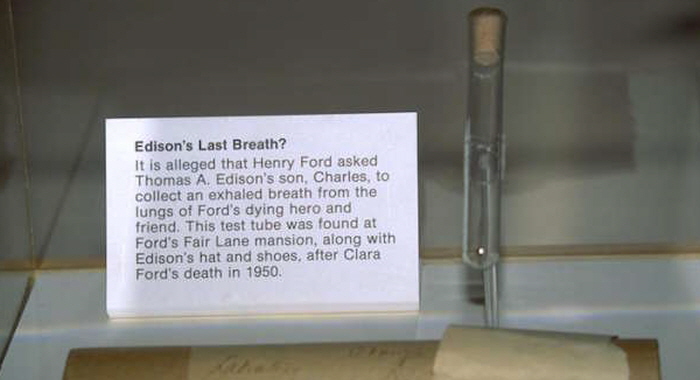 Edison's Last Breath?
It is alleged that Henry Ford asked
Thomas A. Edison's son, Charles, to
collect an exhaled breath from the
lungs of Ford's dying hero and
friend. This test tube was found at
Ford's Fair Lane mansion, along with
Edison's hat and shoes, after Clara
Ford's death in 1950.